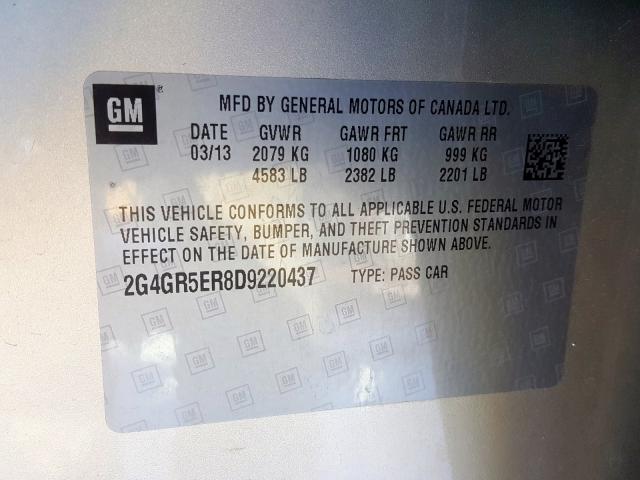 GM
MFD BY GENERAL MOTORS OF CANADA LTD.
DATE GVWR GAWR FRT GAWR RR
03/13 2079 KG 1080 KG 999 KG
4583 LB 2382 LB 2201 LB
THIS VEHICLE CONFORMS TO ALL APPLICABLE U.S. FEDERAL MOTOR
VEHICLE SAFETY, BUMPER, AND THEFT PREVENTION STANDARDS IN
EFFECT ON THE DATE OF MANUFACTURE SHOWN ABOVE.
2G4GR5ER8D9220437 TYPE: PASS CAR